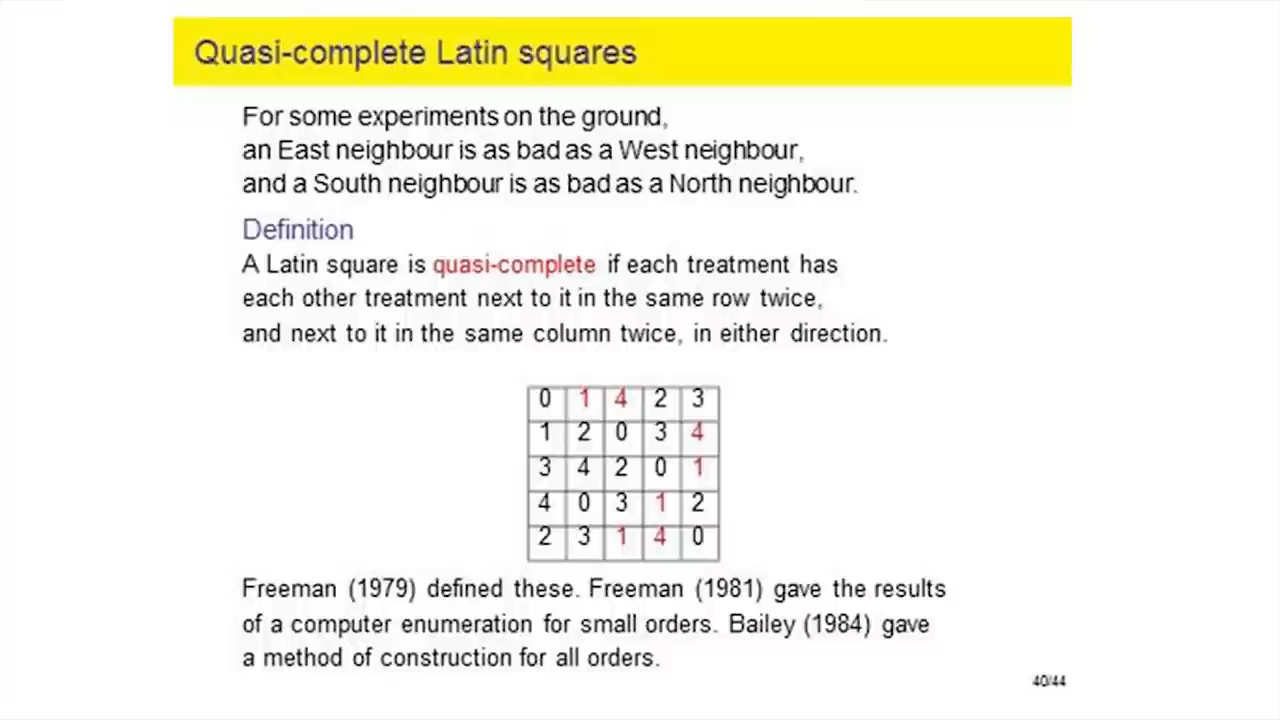 Quasi-complete Latin squares
For some experiments on the ground,
an East neighbour is as bad as a West neighbour,
and a South neighbour is as bad as a North neighbour.
Definition
A Latin square is quasi-complete if each treatment has
each other treatment next to it in the same row twice,
and next to it in the same column twice, in either direction.
0 1 4 2 3
1 2 0 3 4
3 4 2 0 1
4 0 3 1 2
2 3 1 4 0
Freeman (1979) defined these. Freeman (1981) gave the results
of a computer enumeration for small orders. Bailey (1984) gave
a method of construction for all orders.
40/44